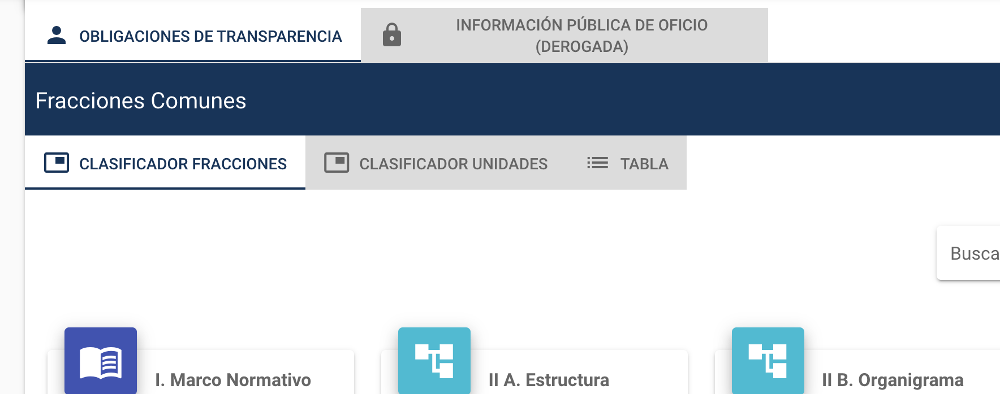 OBLIGACIONES DE TRANSPARENCIA
INFORMACIÓN PÚBLICA DE OFICIO
(DEROGADA)
Fracciones Comunes
CLASIFICADOR FRACCIONES
CLASIFICADOR UNIDADES
TABLA
Busca
I. Marco Normativo
II A. Estructura
II B. Organigrama